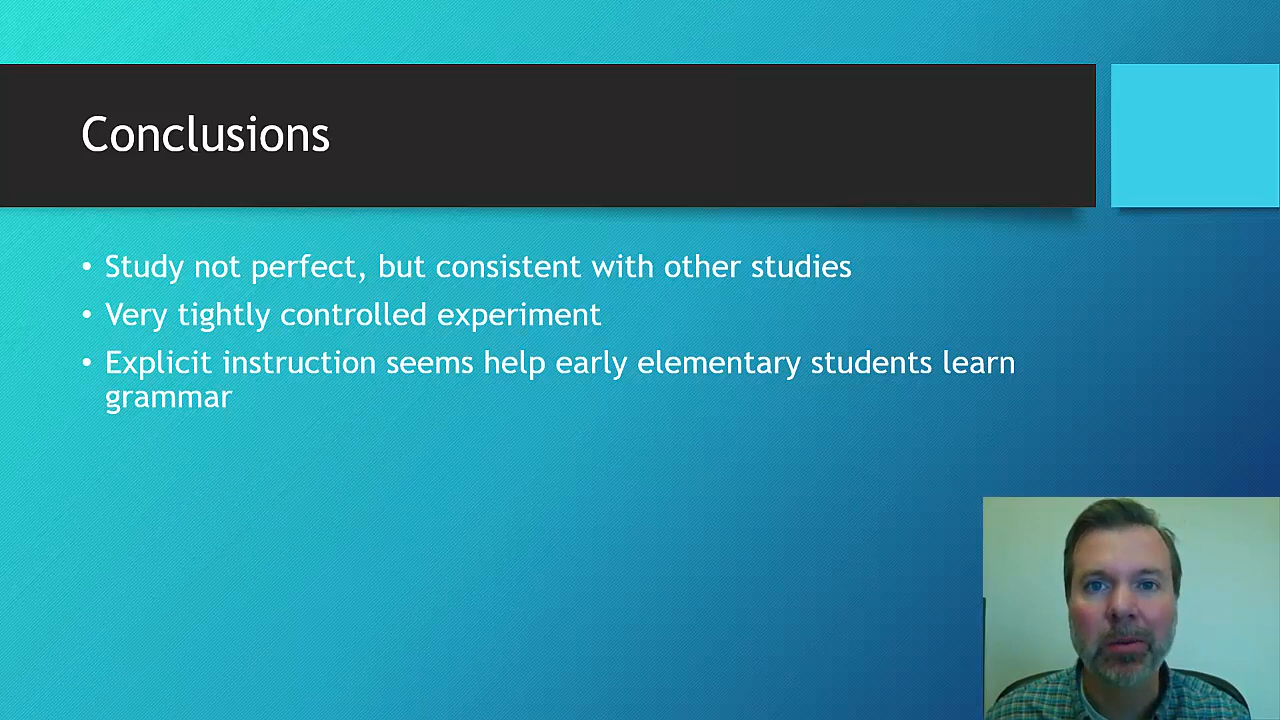 Conclusions
• Study not perfect, but consistent with other studies
• Very tightly controlled experiment
• Explicit instruction seems help early elementary students learn
grammar